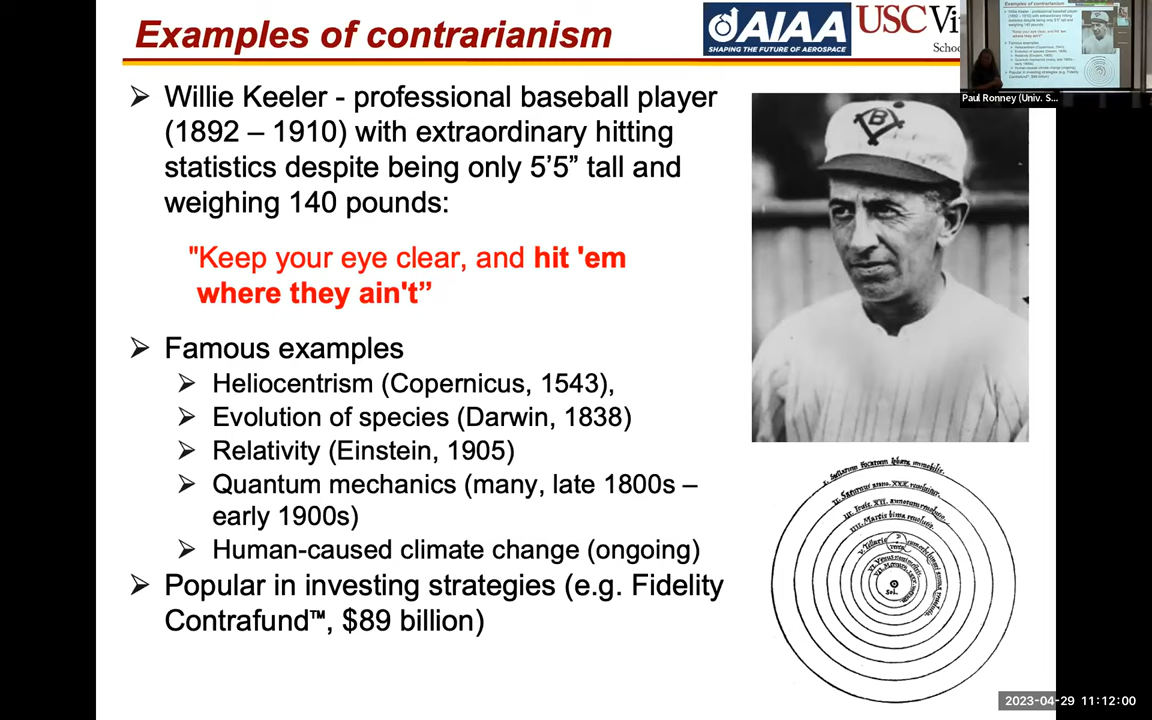 Examples of contrarianism
AIAA
SHAPING THE FUTURE OF AEROSPACE
USC Vit
Schoo
Paul Ronney (Univ. S...
➢ Willie Keeler - professional baseball player
(1892 – 1910) with extraordinary hitting
statistics despite being only 5’5” tall and
weighing 140 pounds:
"Keep your eye clear, and hit 'em
where they ain't”
➢ Famous examples
➢ Heliocentrism (Copernicus, 1543),
➢ Evolution of species (Darwin, 1838)
➢ Relativity (Einstein, 1905)
➢ Quantum mechanics (many, late 1800s –
early 1900s)
➢ Human-caused climate change (ongoing)
➢ Popular in investing strategies (e.g. Fidelity
Contrafund™, $89 billion)
B
Sol.
2023-04-29 11:12:00